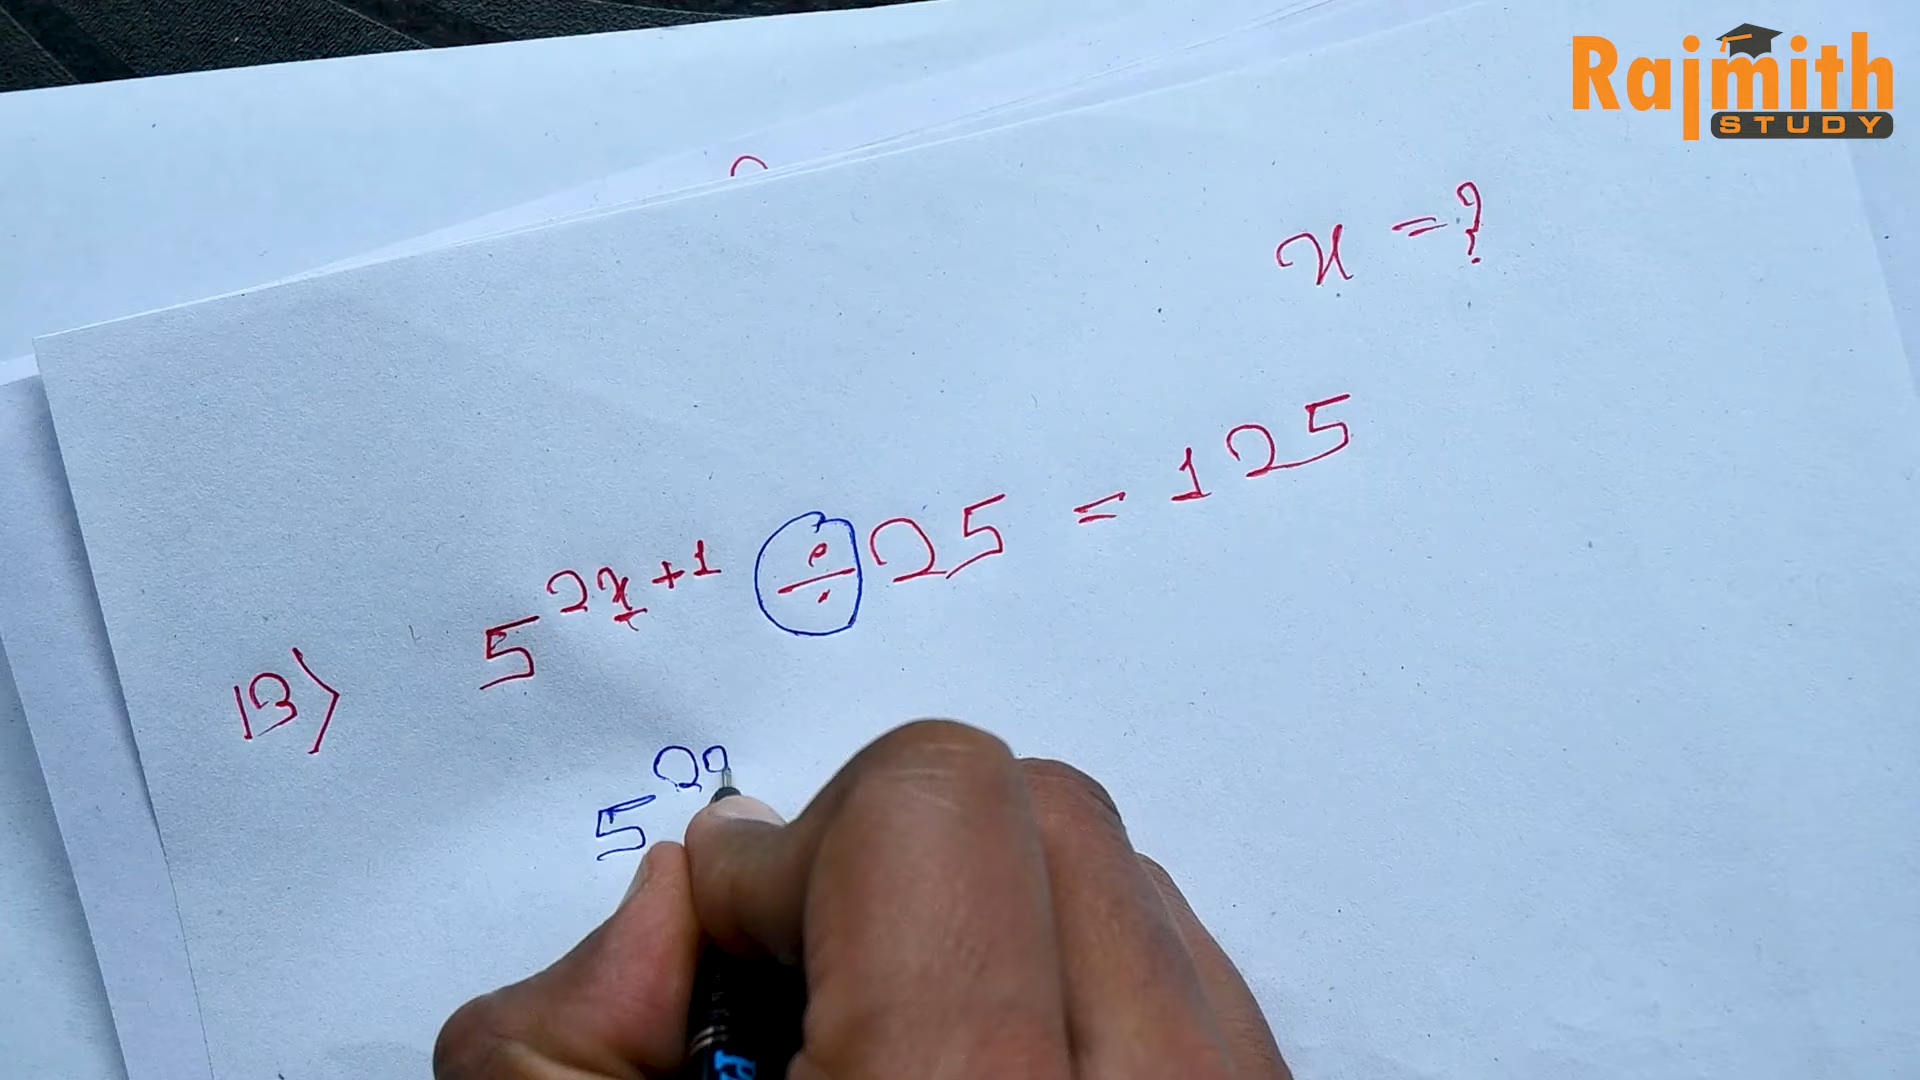 Rajmith
STUDY
x = ?
13) 5^{2x+1} ÷ 25 = 125
5^2